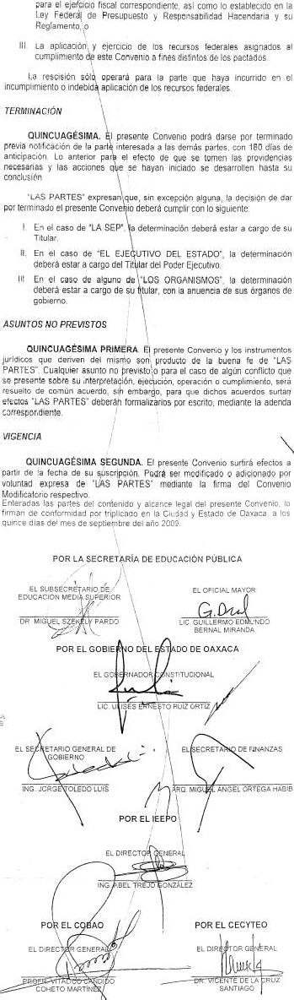 para el ejercicio fiscal correspondiente, así como lo establecido en la
Ley Federal de Presupuesto y Responsabilidad Hacendaria y su
Reglamento, o
III. La aplicación y ejercicio de los recursos federales asignados al
cumplimiento de este Convenio a fines distintos de los pactados.
La rescisión sólo operará para la parte que haya incurrido en el
incumplimiento o indebida aplicación de los recursos federales.
TERMINACIÓN
QUINCUAGÉSIMA. El presente Convenio podrá darse por terminado
previa notificación de la parte interesada a las demás partes, con 180 días de
anticipación. Lo anterior para el efecto de que se tomen las providencias
necesarias y las acciones que se hayan iniciado se desarrollen hasta su
conclusión.
"LAS PARTES" expresan que, sin excepción alguna, la decisión de dar
por terminado el presente Convenio deberá cumplir con lo siguiente:
I. En el caso de "LA SEP", la determinación deberá estar a cargo de su
Titular.
II. En el caso de "EL EJECUTIVO DEL ESTADO", la determinación
deberá estar a cargo del Titular del Poder Ejecutivo.
III. En el caso de alguno de "LOS ORGANISMOS", la determinación
deberá estar a cargo de su titular, con la anuencia de sus órganos de
gobierno.
ASUNTOS NO PREVISTOS
QUINCUAGÉSIMA PRIMERA. El presente Convenio y los instrumentos
jurídicos que deriven del mismo son producto de la buena fe de "LAS
PARTES". Cualquier asunto no previsto o para el caso de algún conflicto que
se presente sobre su interpretación, ejecución, operación o cumplimiento, será
resuelto de común acuerdo, sin embargo, para que dichos acuerdos surtan
efectos "LAS PARTES" deberán formalizarlos por escrito, mediante la adenda
correspondiente.
VIGENCIA
QUINCUAGÉSIMA SEGUNDA. El presente Convenio surtirá efectos a
partir de la fecha de su suscripción. Podrá ser modificado o adicionado por
voluntad expresa de "LAS PARTES" mediante la firma del Convenio
Modificatorio respectivo.
Enteradas las partes del contenido y alcance legal del presente Convenio, lo
firman de conformidad por triplicado en la Ciudad y Estado de Oaxaca, a los
quince días del mes de septiembre del año 2009.
POR LA SECRETARÍA DE EDUCACIÓN PÚBLICA
EL SUBSECRETARIO DE EL OFICIAL MAYOR
EDUCACION MEDIA SUPERIOR
DR. MIGUEL SZEKELY PARDO LIC. GUILLERMO EDMUNDO
BERNAL MIRANDA
POR EL GOBIERNO DEL ESTADO DE OAXACA
EL GOBERNADOR CONSTITUCIONAL
LIC. ULISES ERNESTO RUIZ ORTIZ
EL SECRETARIO GENERAL DE EL SECRETARIO DE FINANZAS
GOBIERNO
ING. JORGE TOLEDO LUIS ARQ. MIGUEL ANGEL ORTEGA HABIB
POR EL IEEPO
EL DIRECTOR GENERAL
ING. ABEL TREJO GONZÁLEZ
POR EL COBAO POR EL CECYTEO
EL DIRECTOR GENERAL EL DIRECTOR GENERAL
PROFR. VITALICO CANDIDO DR. VICENTE DE LA CRUZ
COHETO MARTÍNEZ SANTIAGO